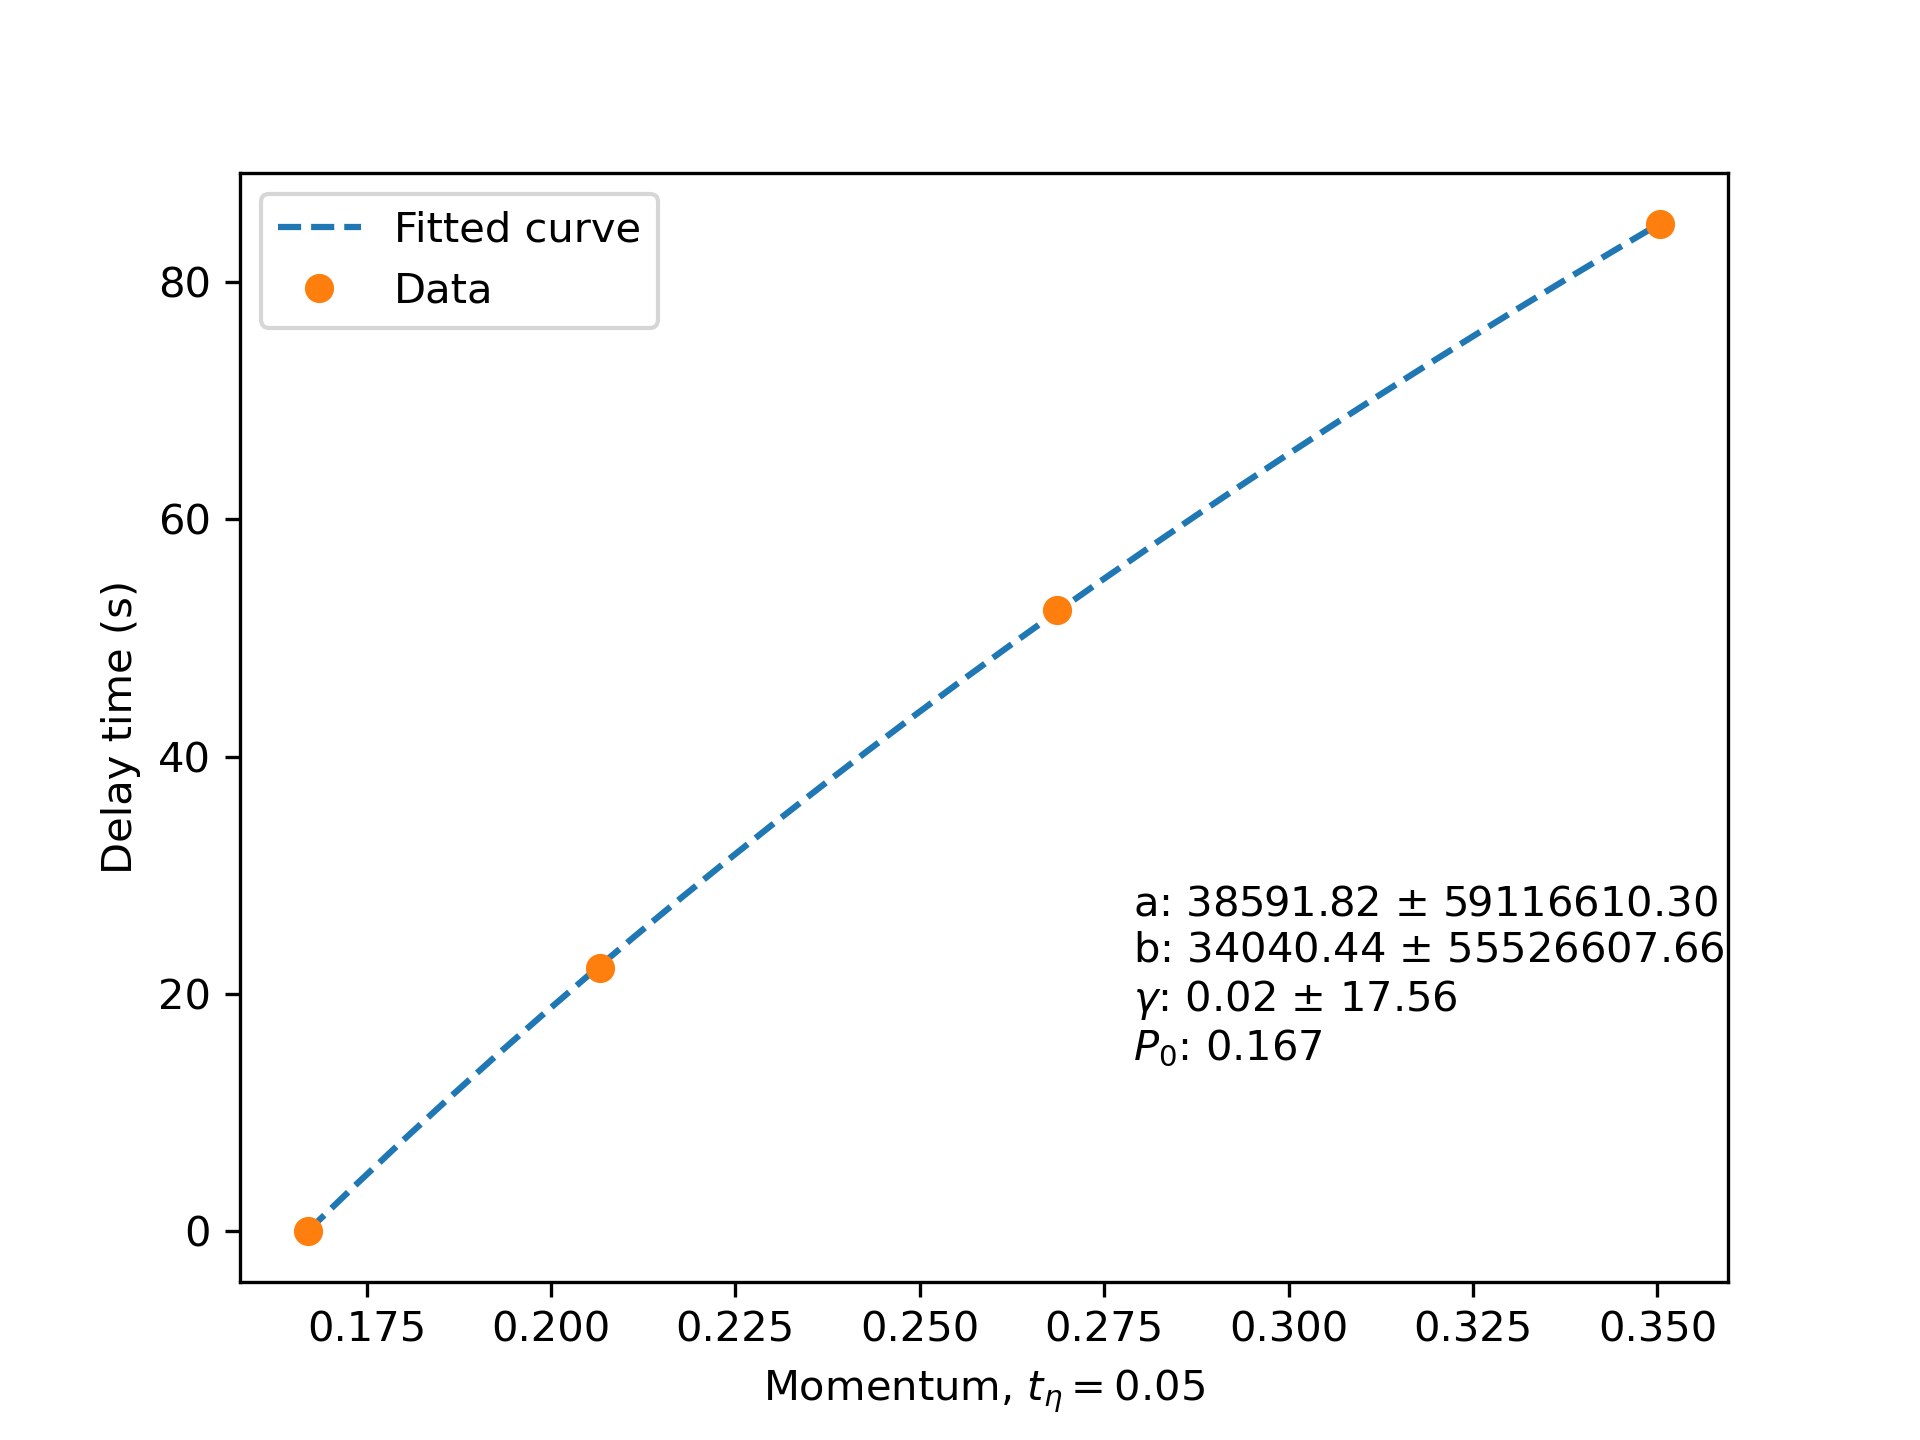 Fitted curve
Data
80
60
40
20
0
Delay time (s)
a: 38591.82 ± 59116610.30
b: 34040.44 ± 55526607.66
γ: 0.02 ± 17.56
P₀: 0.167
0.175 0.200 0.225 0.250 0.275 0.300 0.325 0.350
Momentum, tη = 0.05